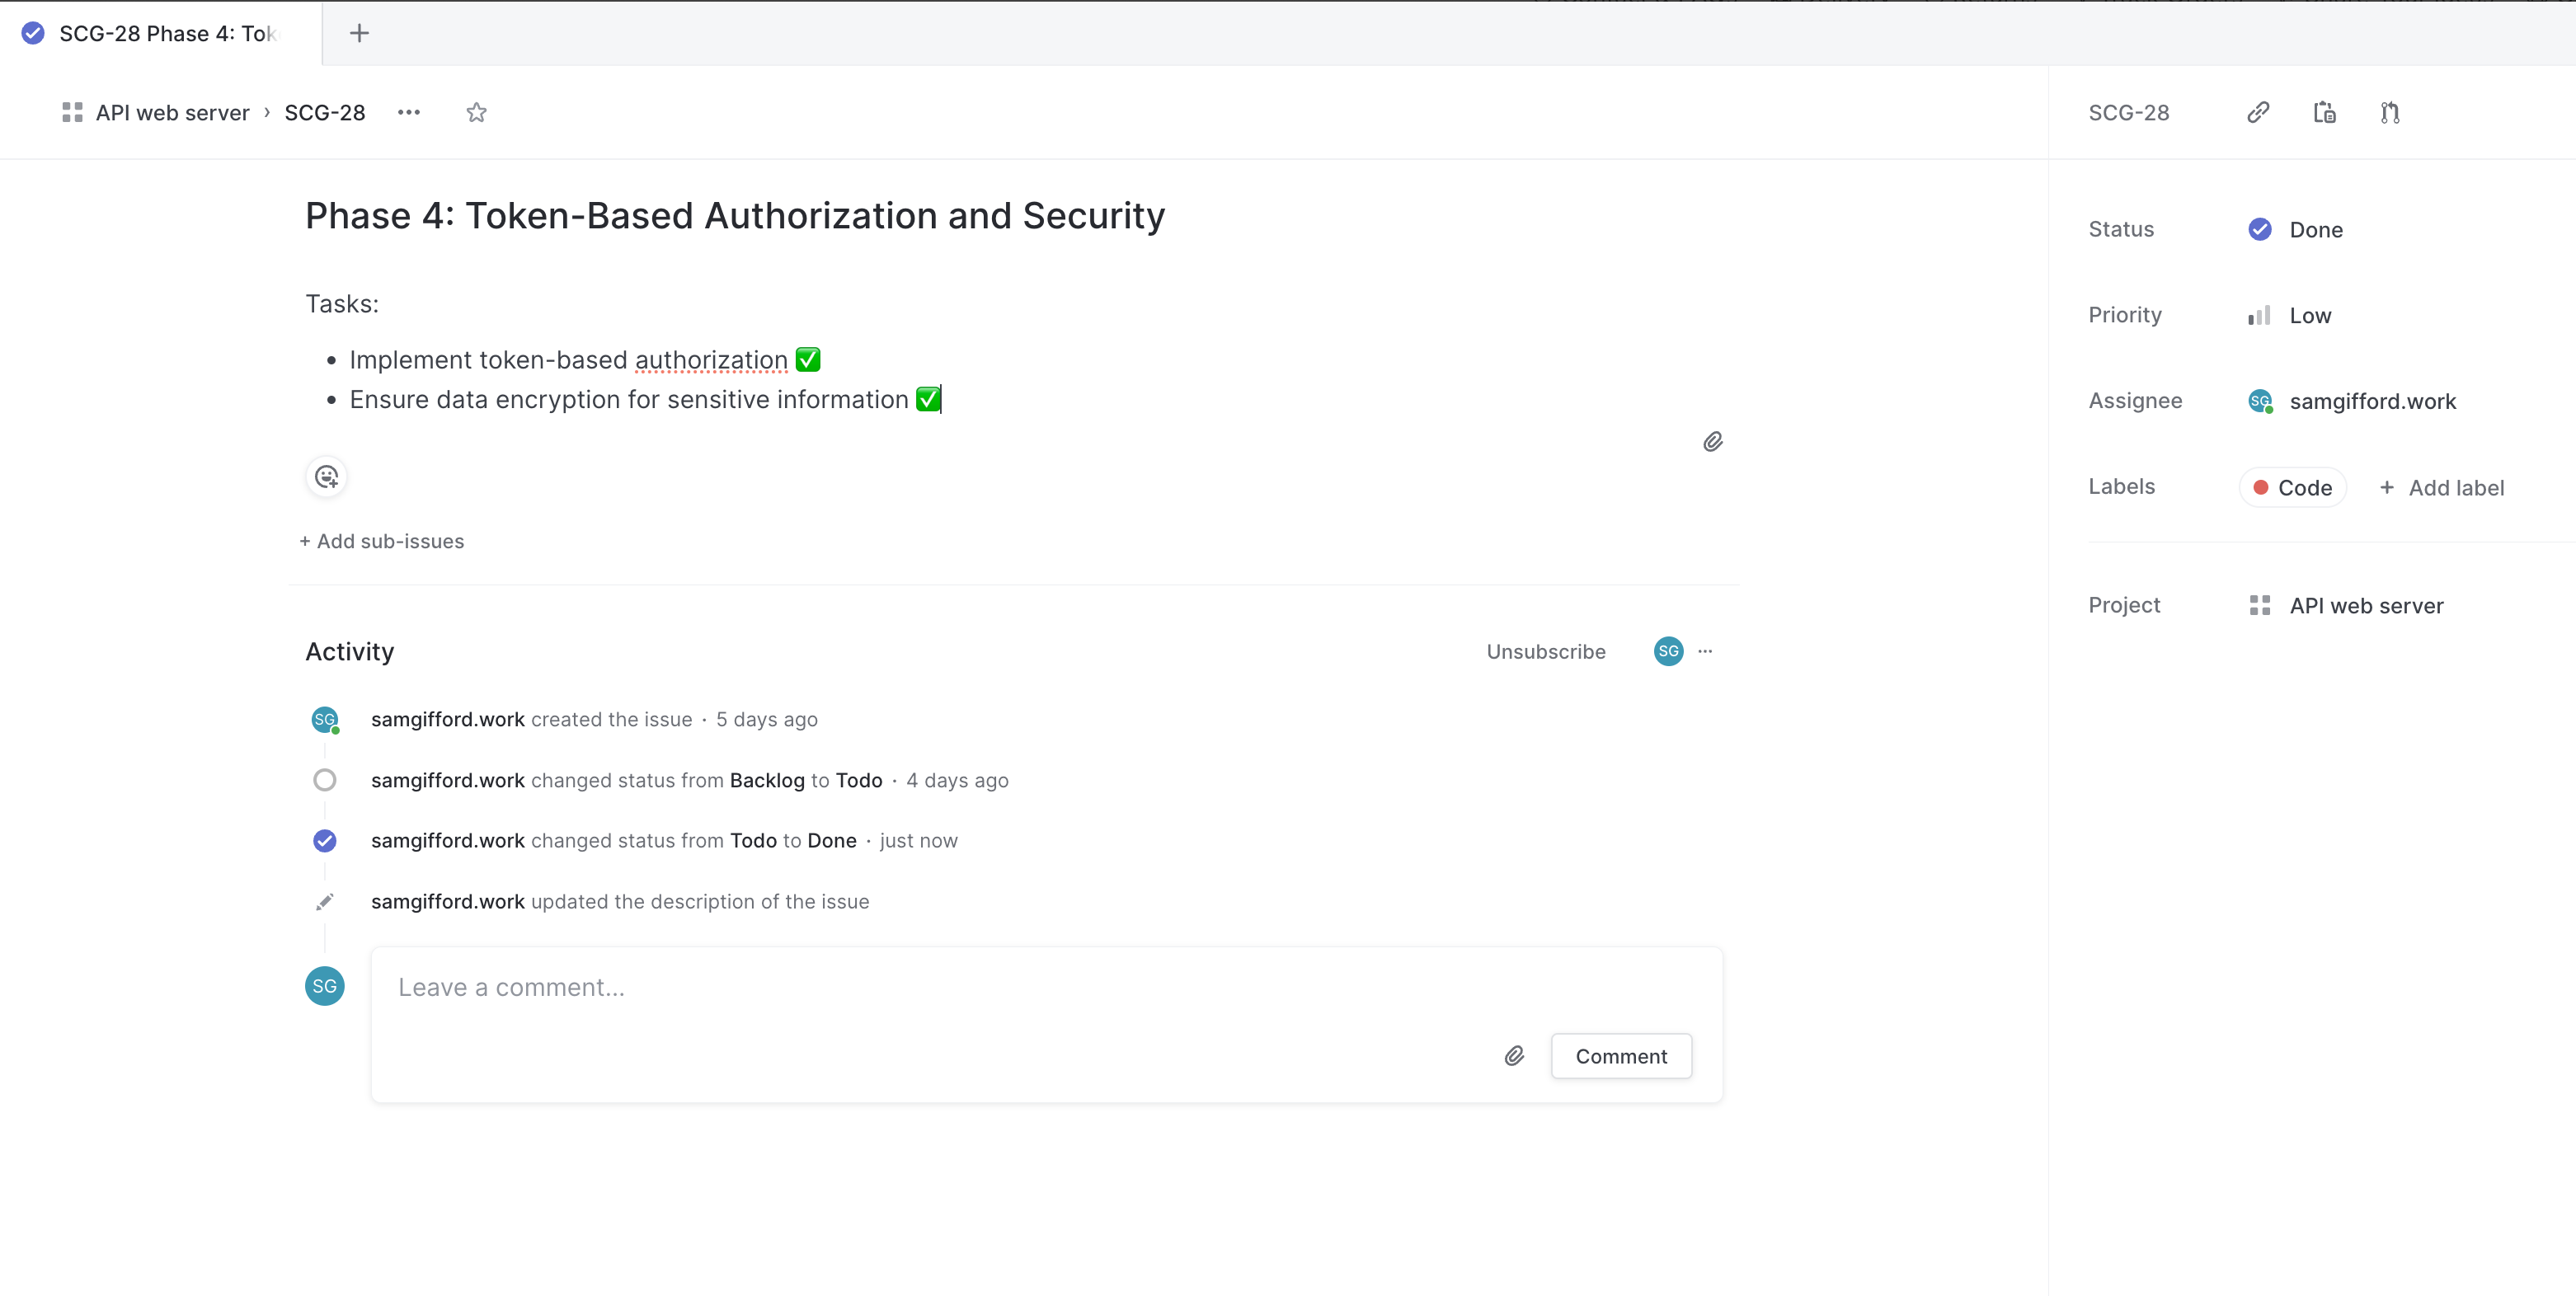 SCG-28 Phase 4: Tok
API web server › SCG-28
SCG-28
Phase 4: Token-Based Authorization and Security
Status Done
Tasks:
Priority Low
• Implement token-based authorization ✅
• Ensure data encryption for sensitive information ✅
Assignee SG samgifford.work
Labels Code + Add label
+ Add sub-issues
Project API web server
Activity Unsubscribe SG
SG samgifford.work created the issue · 5 days ago
samgifford.work changed status from Backlog to Todo · 4 days ago
samgifford.work changed status from Todo to Done · just now
samgifford.work updated the description of the issue
SG Leave a comment...
Comment